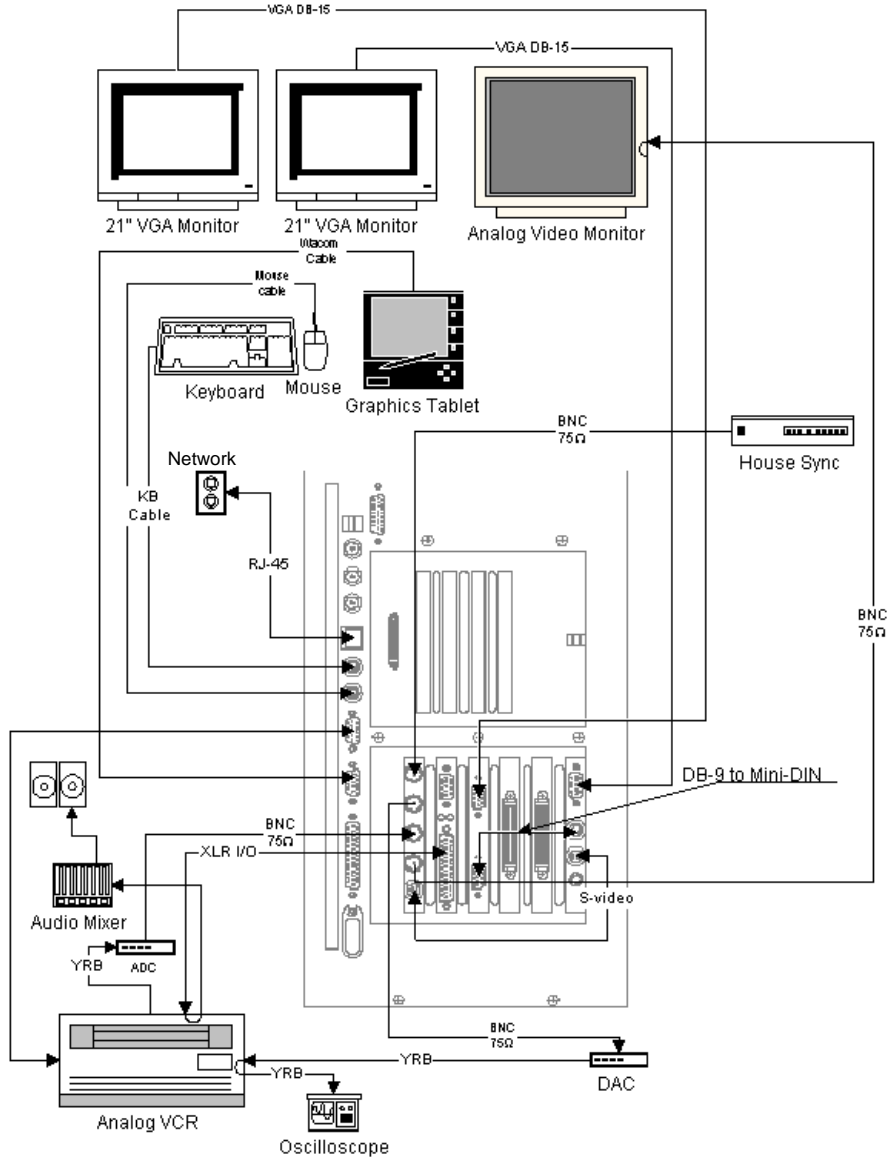 VGA DB-15
VGA DB-15
21" VGA Monitor
21" VGA Monitor
Analog Video Monitor
Wacom
Cable
Mouse
cable
Keyboard
Mouse
Graphics Tablet
BNC
75Ω
House Sync
Network
KB
Cable
RJ-45
BNC
75Ω
DB-9 to Mini-DIN
BNC
75Ω
XLR I/O
S-video
Audio Mixer
YRB
ADC
BNC
75Ω
YRB
DAC
YRB
Analog VCR
Oscilloscope